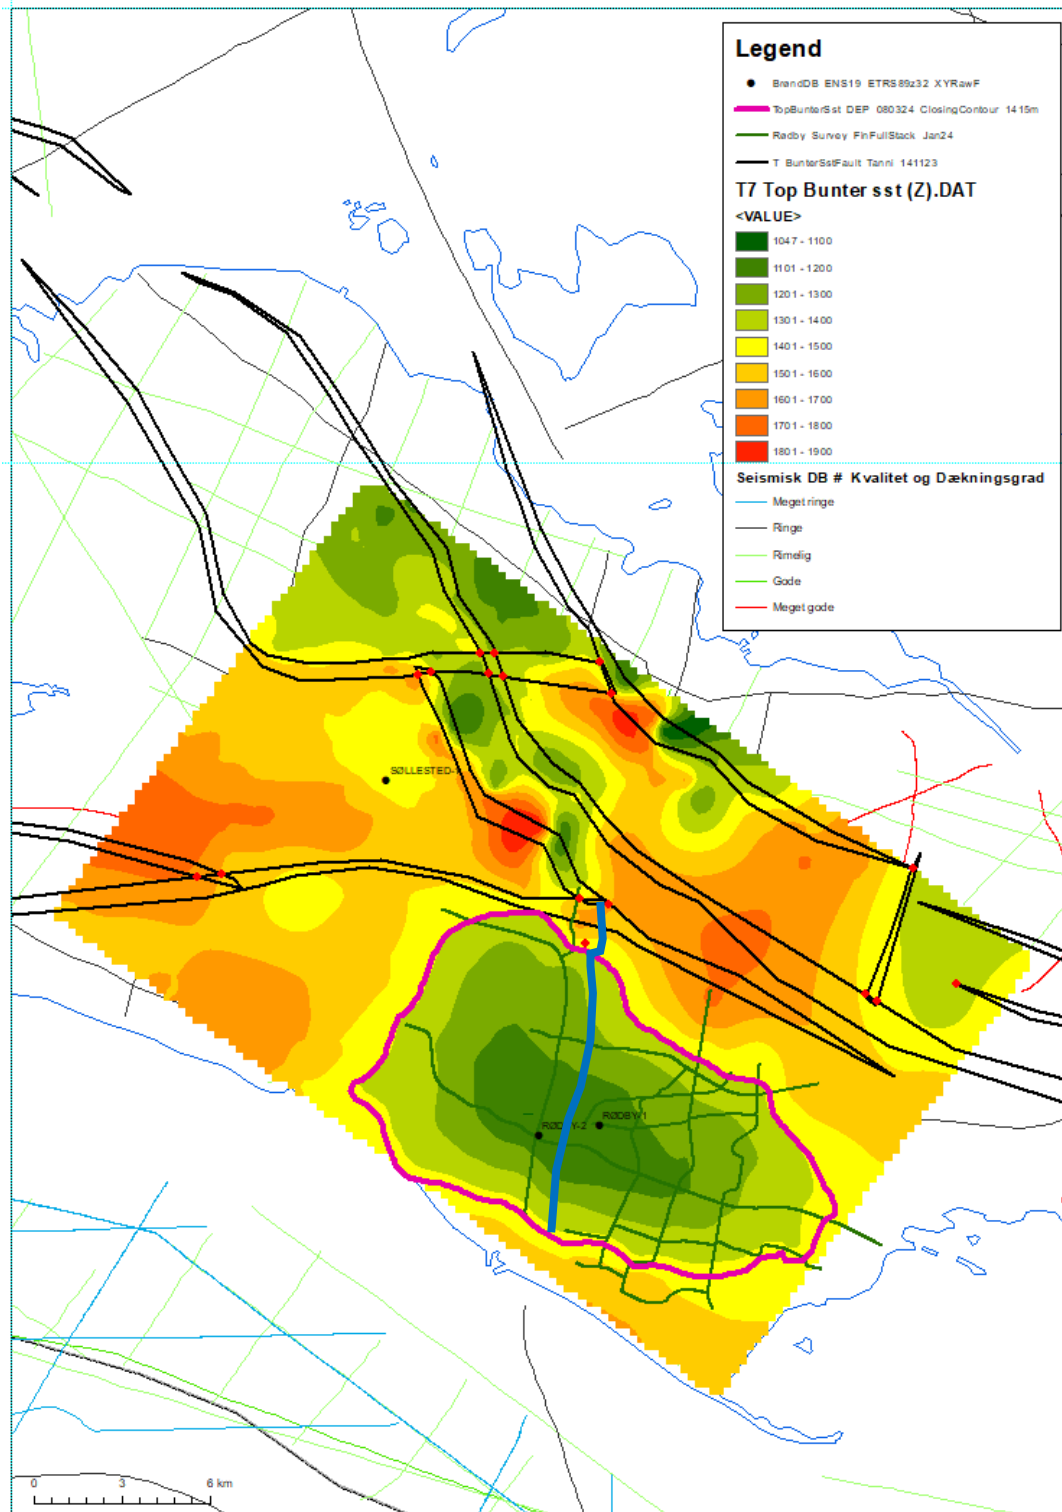 Legend
BrøndDB ENS19 ETRS89z32 XYRawF
TopBunterSst DEP 080324 ClosingContour 1415m
Rødby Survey FinFullStack Jan24
T BunterSstFault Tanni 141123
T7 Top Bunter sst (Z).DAT
<VALUE>
1047 - 1100
1101 - 1200
1201 - 1300
1301 - 1400
1401 - 1500
1501 - 1600
1601 - 1700
1701 - 1800
1801 - 1900
Seismisk DB # Kvalitet og Dækningsgrad
Meget ringe
Ringe
Rimelig
Gode
Meget gode
SØLLESTED-1
RØDBY-1
RØDBY-2
0 3 6 km